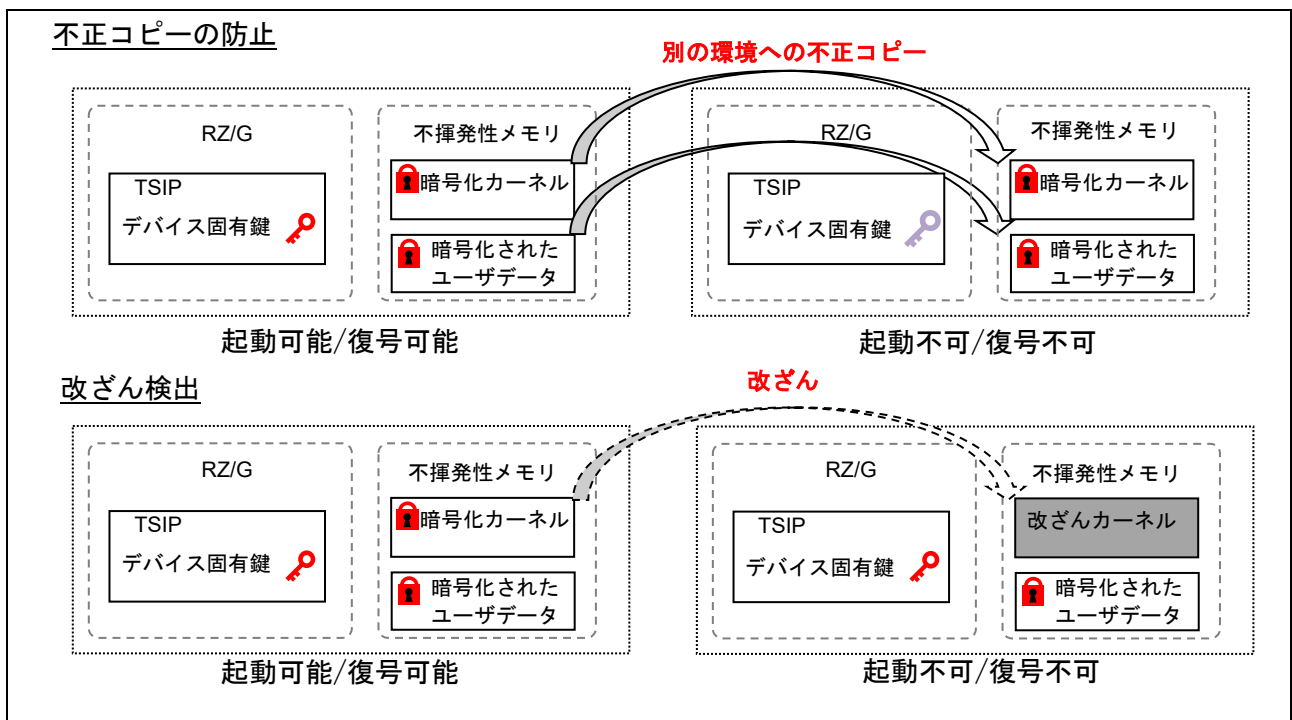 不正コピーの防止
別の環境への不正コピー
RZ/G
TSIP
デバイス固有鍵
不揮発性メモリ
暗号化カーネル
暗号化された
ユーザデータ
起動可能/復号可能
RZ/G
TSIP
デバイス固有鍵
不揮発性メモリ
暗号化カーネル
暗号化された
ユーザデータ
起動不可/復号不可
改ざん検出
改ざん
RZ/G
TSIP
デバイス固有鍵
不揮発性メモリ
暗号化カーネル
暗号化された
ユーザデータ
起動可能/復号可能
RZ/G
TSIP
デバイス固有鍵
不揮発性メモリ
改ざんカーネル
暗号化された
ユーザデータ
起動不可/復号不可